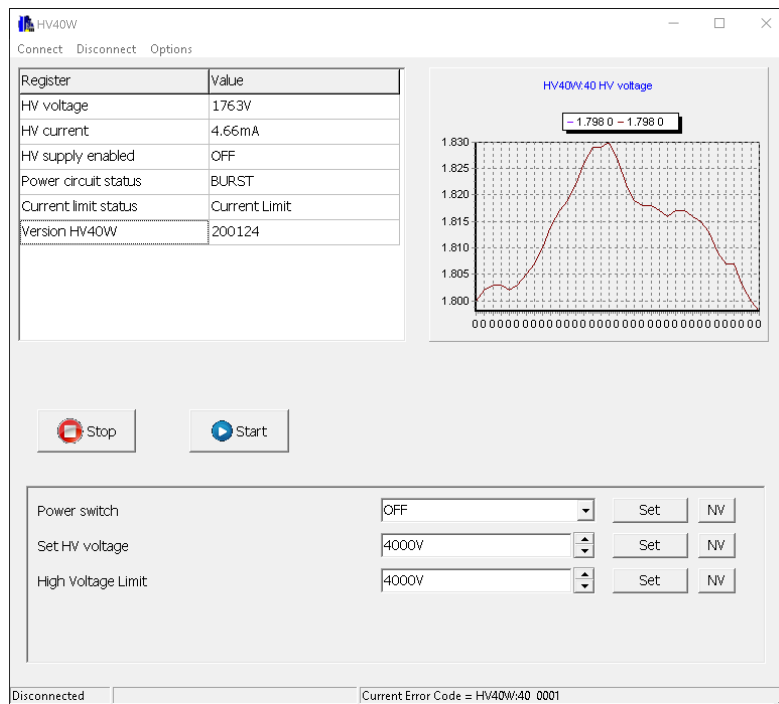 HV40W
Connect Disconnect Options
Register Value
HV voltage 1763V
HV current 4.66mA
HV supply enabled OFF
Power circuit status BURST
Current limit status Current Limit
Version HV40W 200124
HV40W:40 HV voltage
1.798 0 1.798 0
1.830
1.825
1.820
1.815
1.810
1.805
1.800
Stop Start
Power switch OFF Set NV
Set HV voltage 4000V Set NV
High Voltage Limit 4000V Set NV
Disconnected Current Error Code = HV40W:40 0001